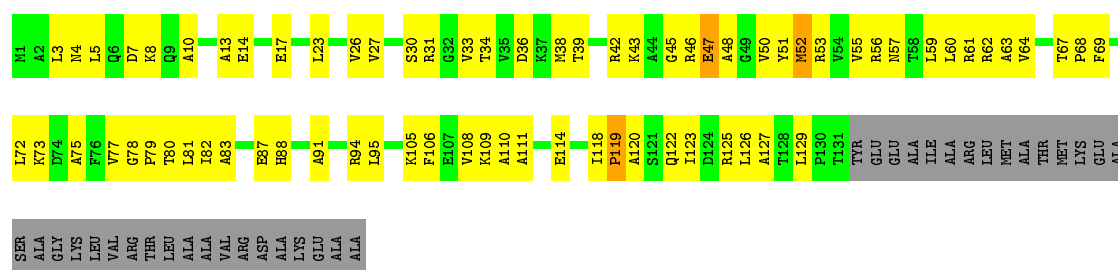 M1 A2 L3 N4 L5 Q6 D7 K8 Q9 A10 A13 E14 E17 L23 V26 V27 S30 R31 G32 V33 T34 V35 D36 K37 M38 T39 R42 K43 A44 G45 R46 E47 A48 G49 V50 Y51 M52 R53 V54 V55 R56 N57 T58 L59 L60 R61 R62 A63 V64 T67 P68 F69
L72 K73 D74 A75 F76 V77 G78 P79 T80 L81 I82 A83 E87 H88 A91 R94 L95 K105 F106 E107 V108 K109 A110 A111 E114 I118 P119 A120 S121 Q122 I123 D124 R125 L126 A127 T128 L129 P130 T131 TYR GLU GLU ALA ILE ALA ARG LEU MET ALA THR MET LYS GLU ALA
SER ALA GLY LYS LEU VAL ARG THR LEU ALA ALA VAL ARG ASP ALA LYS GLU ALA ALA